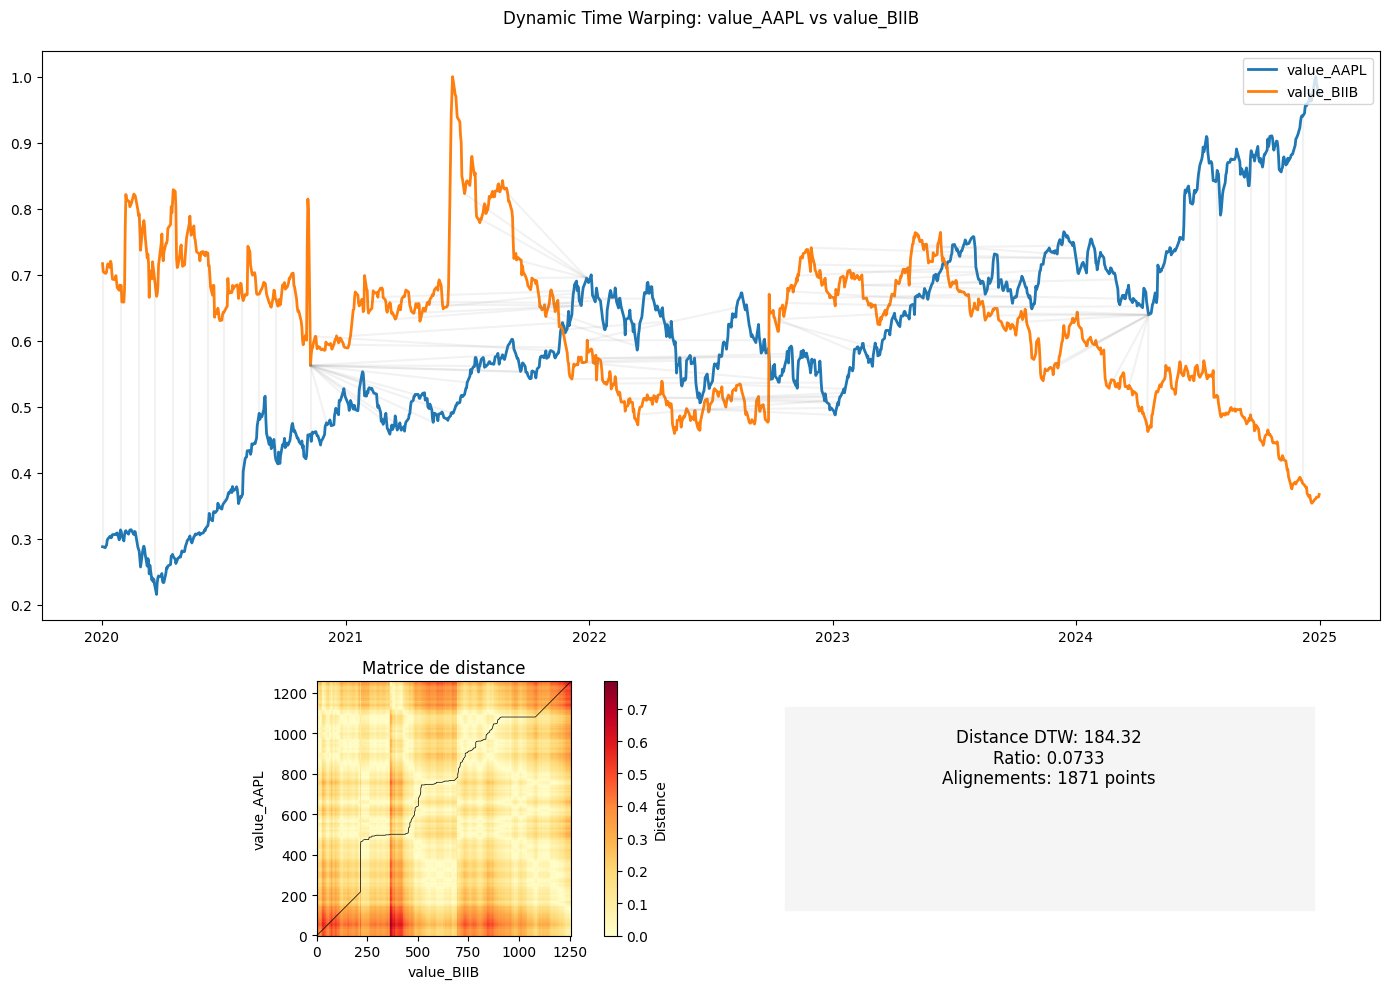 Dynamic Time Warping: value_AAPL vs value_BIIB
value_AAPL
value_BIIB
1.0
0.9
0.8
0.7
0.6
0.5
0.4
0.3
0.2
2020 2021 2022 2023 2024 2025
Matrice de distance
value_AAPL
1200
1000
800
600
400
200
0
0 250 500 750 1000 1250
value_BIIB
0.7
0.6
0.5
0.4
0.3
0.2
0.1
0.0
Distance
Distance DTW: 184.32
Ratio: 0.0733
Alignements: 1871 points